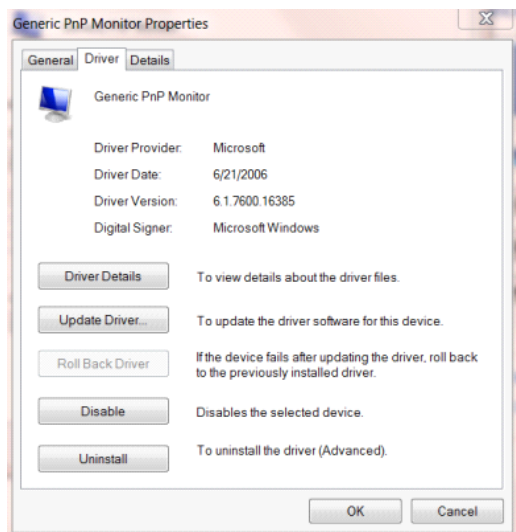 Generic PnP Monitor Properties
General Driver Details
Generic PnP Monitor
Driver Provider: Microsoft
Driver Date: 6/21/2006
Driver Version: 6.1.7600.16385
Digital Signer: Microsoft Windows
Driver Details To view details about the driver files.
Update Driver... To update the driver software for this device.
Roll Back Driver If the device fails after updating the driver, roll back
to the previously installed driver.
Disable Disables the selected device.
Uninstall To uninstall the driver (Advanced).
OK Cancel